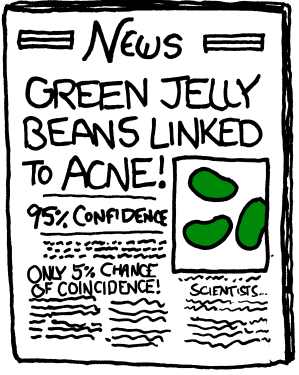 NEWS
GREEN JELLY
BEANS LINKED
TO ACNE!
95% CONFIDENCE
ONLY 5% CHANCE
OF COINCIDENCE!
SCIENTISTS...